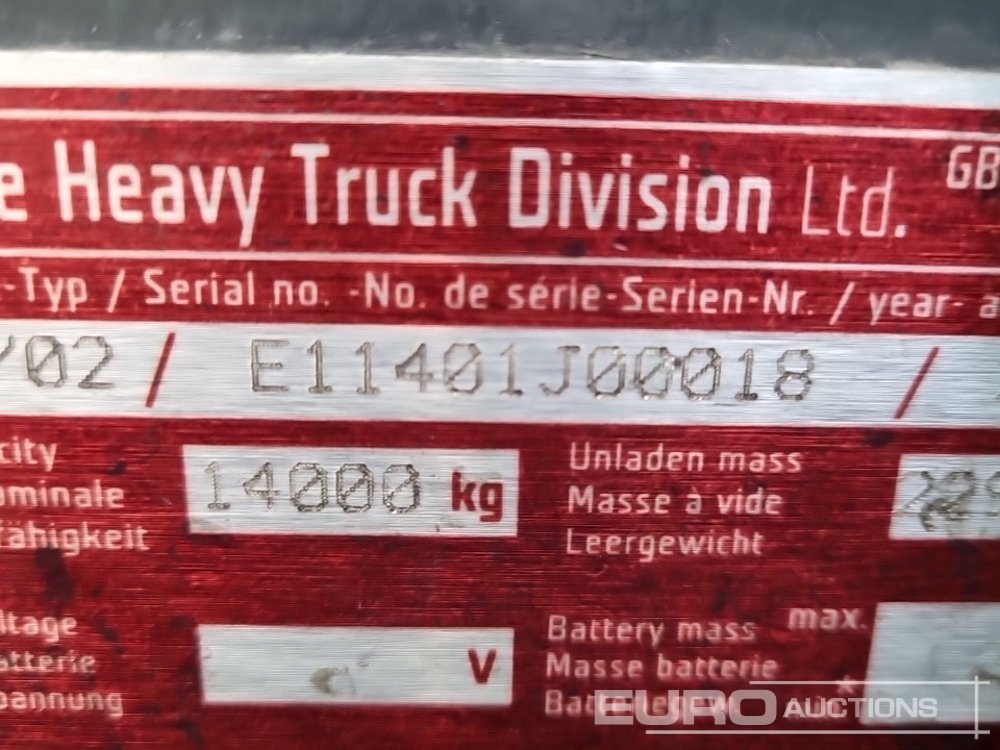 e Heavy Truck Division Ltd. GB
-Typ / Serial no. -No. de série-Serien-Nr. / year- a
/02 / E11401J00018 /
city
ominale
fähigkeit
14000 kg
Unladen mass
Masse à vide
Leergewicht
ltage
atterie
pannung
V
Battery mass max.
Masse batterie
EURO AUCTIONS